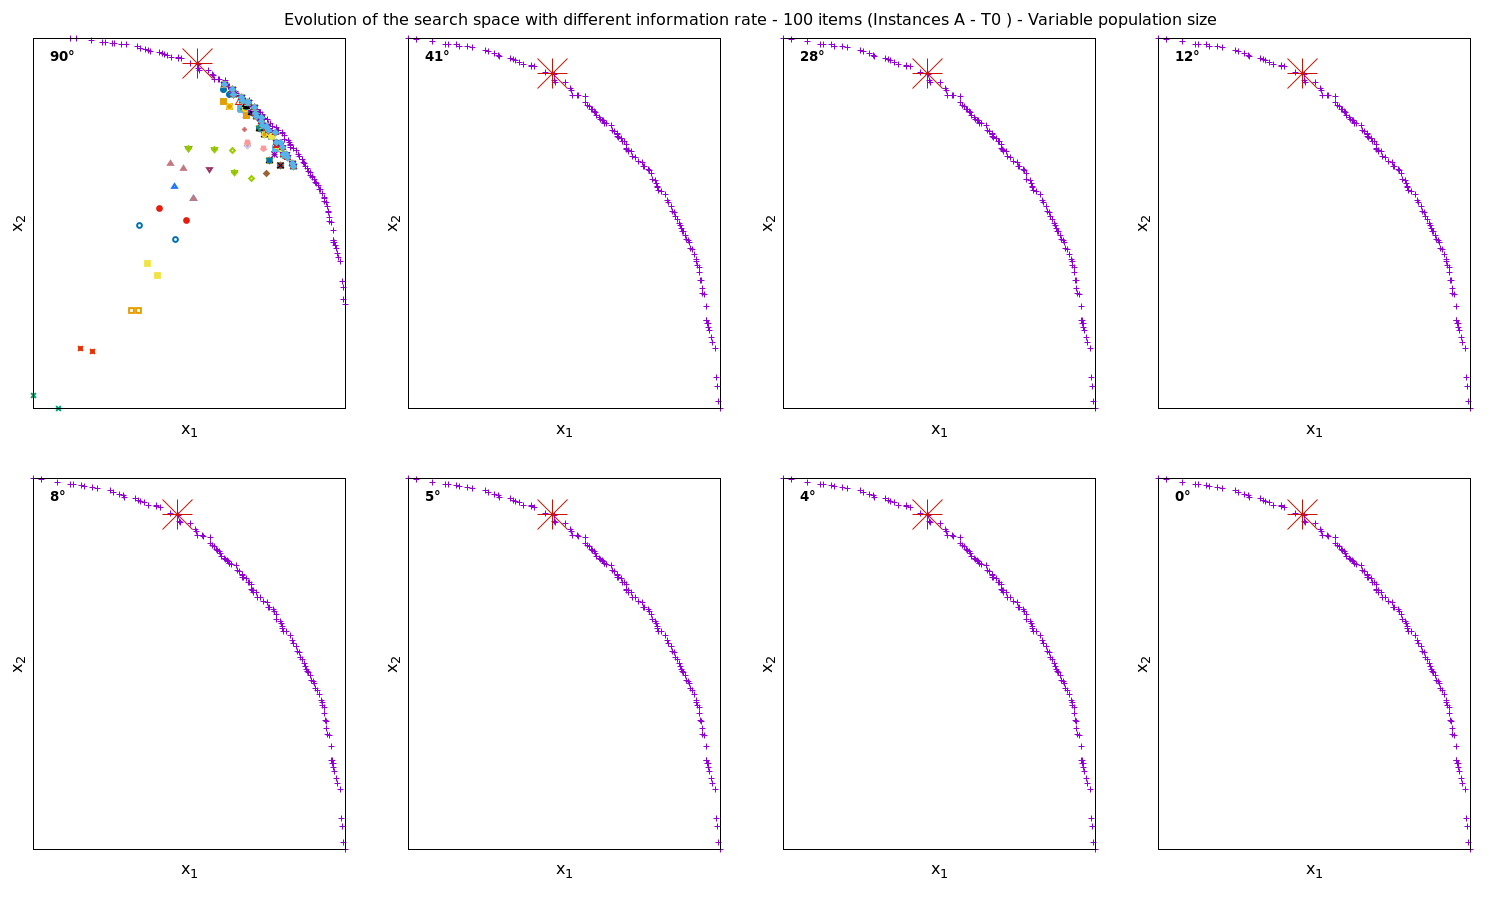 Evolution of the search space with different information rate - 100 items (Instances A - T0 ) - Variable population size
90°
41°
28°
12°
x2
x2
x2
x2
x1
x1
x1
x1
8°
5°
4°
0°
x2
x2
x2
x2
x1
x1
x1
x1